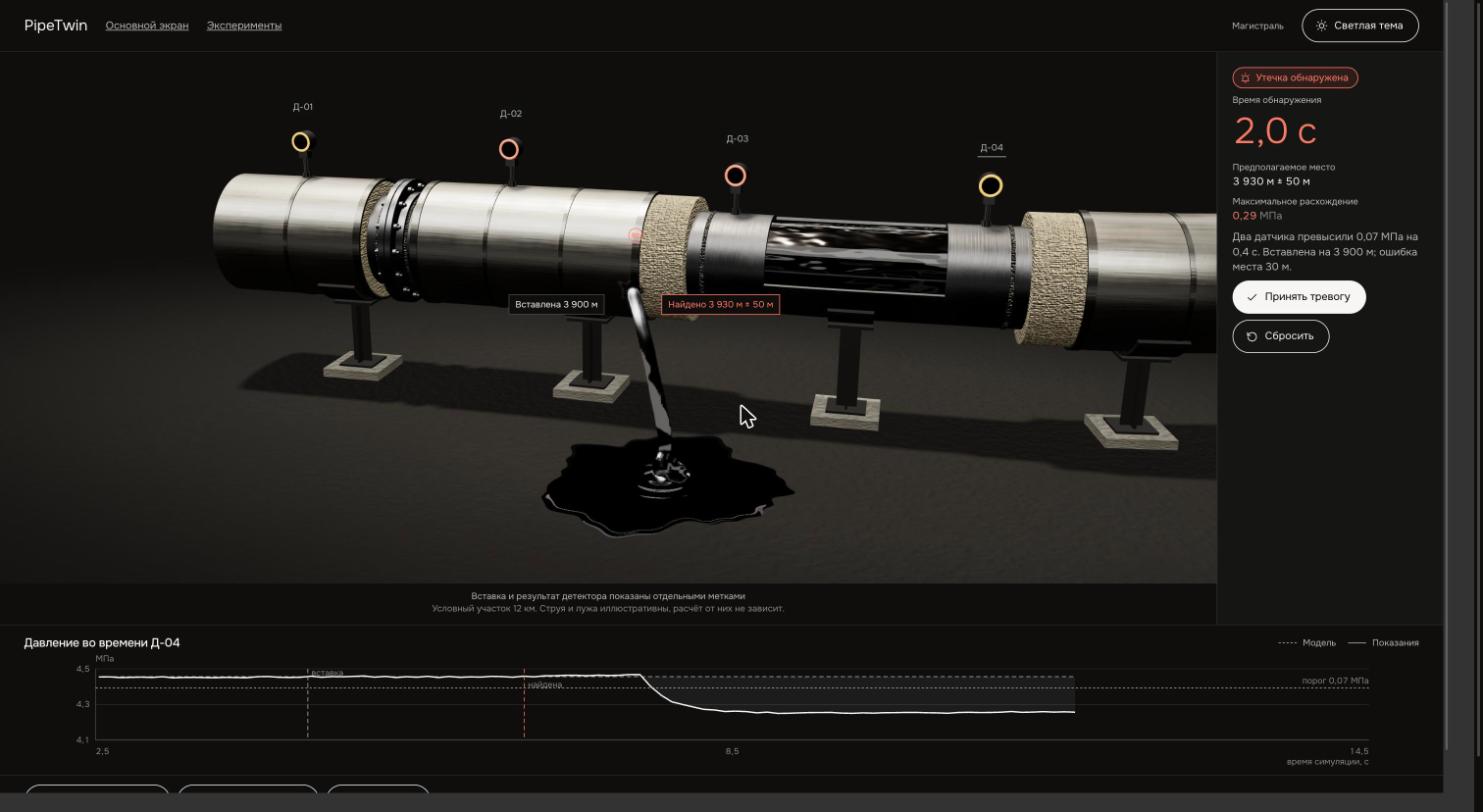 PipeTwin
Основной экран
Эксперименты
Магистраль
Светлая тема
Д-01
Д-02
Д-03
Д-04
Вставлена 3 900 м
Найдено 3 930 м ± 50 м
Вставка и результат детектора показаны отдельными метками
Условный участок 12 км. Струя и лужа иллюстративны, расчёт от них не зависит.
Утечка обнаружена
Время обнаружения
2,0 с
Предполагаемое место
3 930 м ± 50 м
Максимальное расхождение
0,29 МПа
Два датчика превысили 0,07 МПа на
0,4 с. Вставлена на 3 900 м; ошибка
места 30 м.
Принять тревогу
Сбросить
Давление во времени Д-04
Модель
Показания
МПа
4,5
вставка
найдена
порог 0,07 МПа
4,3
4,1
2,5
8,5
14,5
время симуляции, с